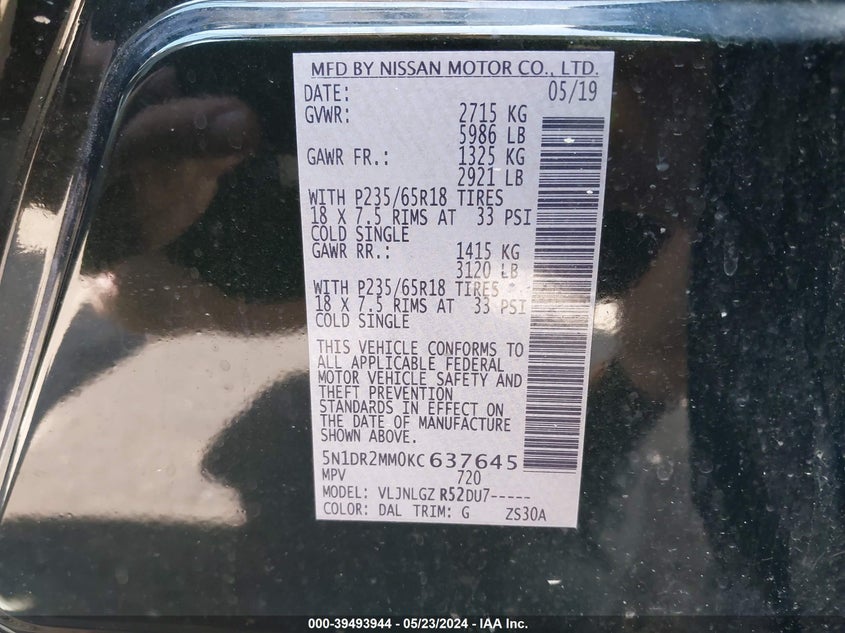 MFD BY NISSAN MOTOR CO., LTD.
DATE: 05/19
GVWR: 2715 KG
5986 LB
GAWR FR.: 1325 KG
2921 LB
WITH P235/65R18 TIRES
18 X 7.5 RIMS AT 33 PSI
COLD SINGLE
GAWR RR.: 1415 KG
3120 LB
WITH P235/65R18 TIRES
18 X 7.5 RIMS AT 33 PSI
COLD SINGLE
THIS VEHICLE CONFORMS TO
ALL APPLICABLE FEDERAL
MOTOR VEHICLE SAFETY AND
THEFT PREVENTION
STANDARDS IN EFFECT ON
THE DATE OF MANUFACTURE
SHOWN ABOVE.
5N1DR2MM0KC637645
MPV 720
MODEL: VLJNLGZ R52DU7-----
COLOR: DAL TRIM: G ZS30A
000-39493944 — 05/23/2024 - IAA Inc.